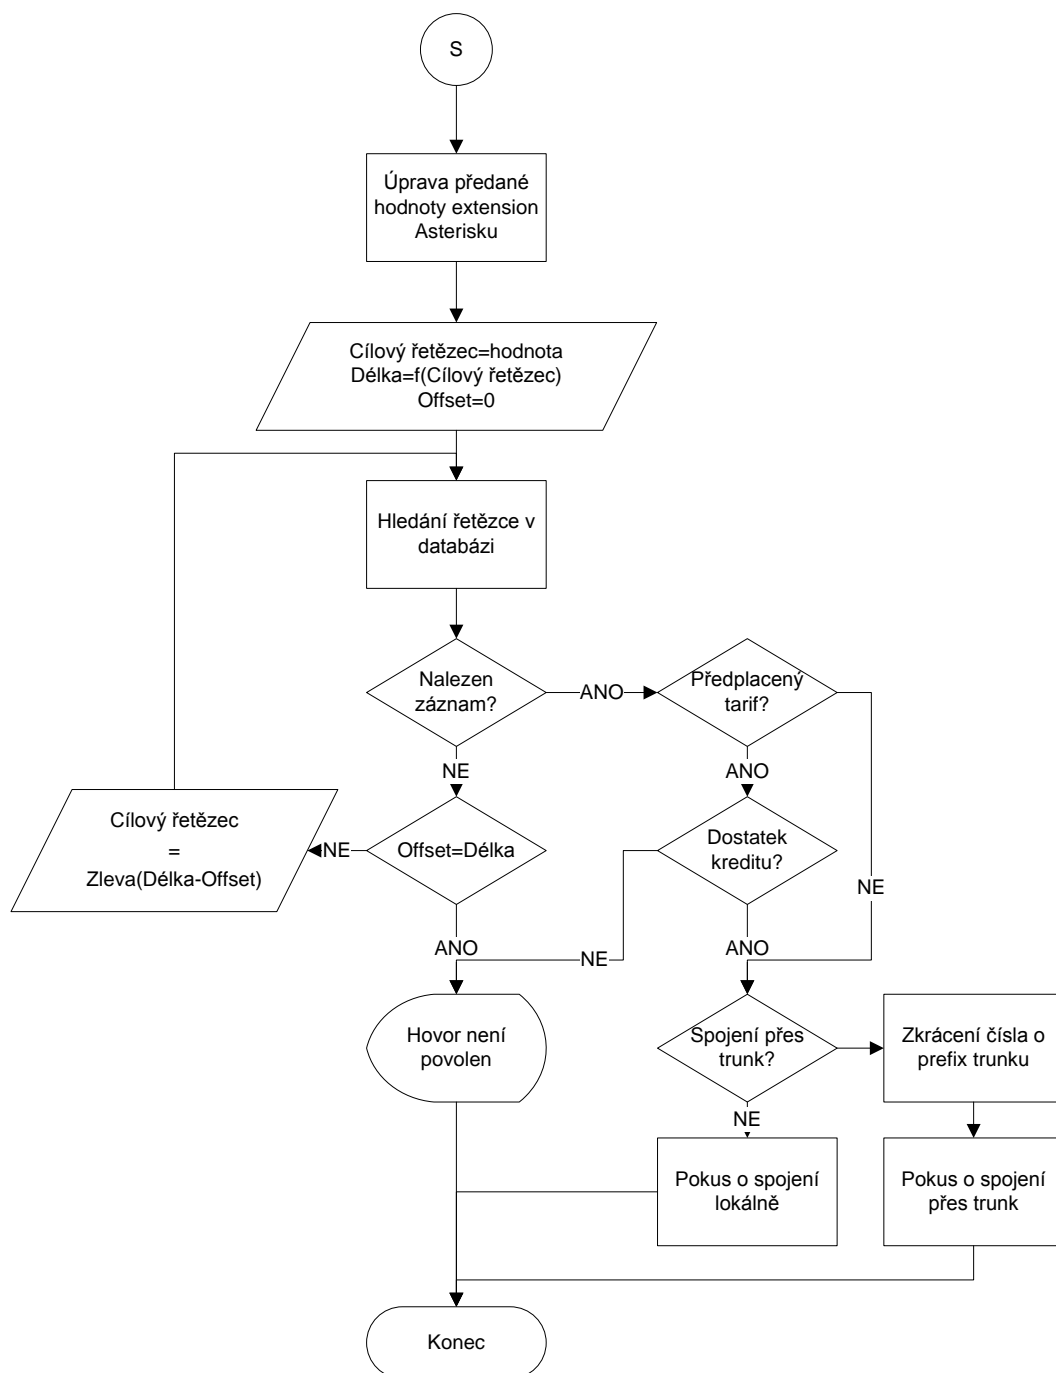 S
Úprava předané
hodnoty extension
Asterisku
Cílový řetězec=hodnota
Délka=f(Cílový řetězec)
Offset=0
Hledání řetězce v
databázi
Nalezen
záznam?
ANO
Předplacený
tarif?
NE
ANO
Cílový řetězec
=
Zleva(Délka-Offset)
NE
Offset=Délka
Dostatek
kreditu?
NE
ANO
NE
ANO
Hovor není
povolen
Spojení přes
trunk?
Zkrácení čísla o
prefix trunku
NE
Pokus o spojení
lokálně
Pokus o spojení
přes trunk
Konec